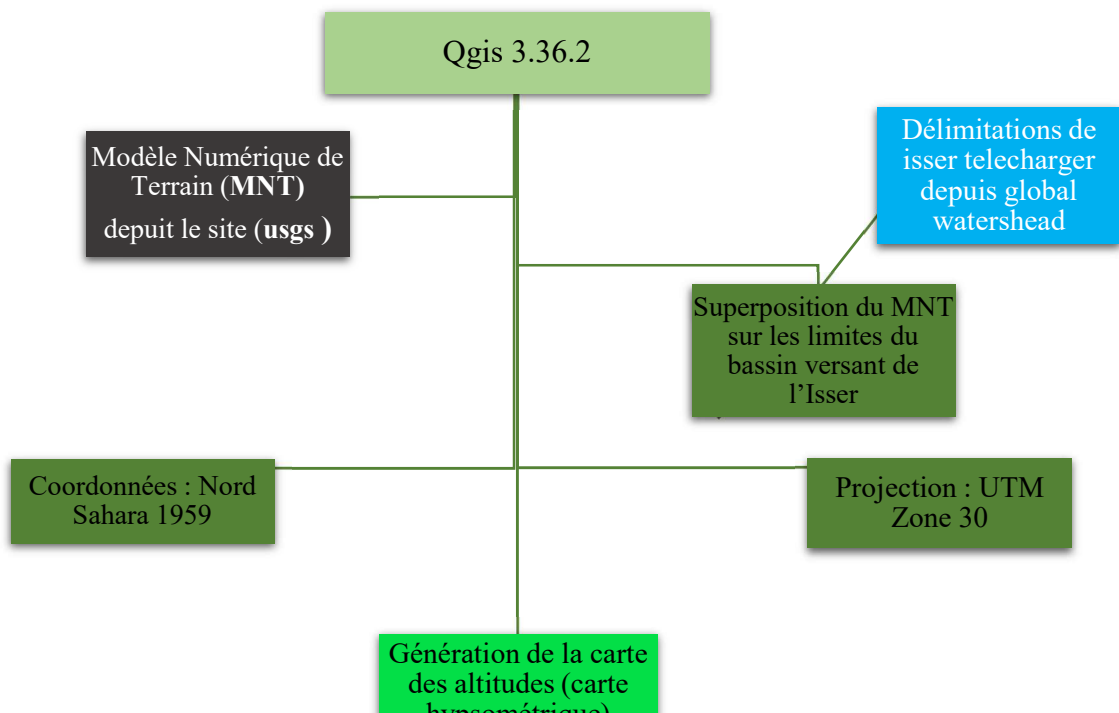 Qgis 3.36.2
Modèle Numérique de
Terrain (MNT)
depuit le site (usgs )
Délimitations de
isser telecharger
depuis global
watershead
Superposition du MNT
sur les limites du
bassin versant de
l’Isser
Coordonnées : Nord
Sahara 1959
Projection : UTM
Zone 30
Génération de la carte
des altitudes (carte
hypsométrique)